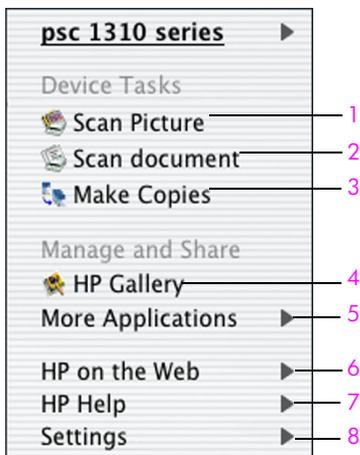 psc 1310 series
Device Tasks
Scan Picture 1
Scan document 2
Make Copies 3
Manage and Share
HP Gallery 4
More Applications 5
HP on the Web 6
HP Help 7
Settings 8